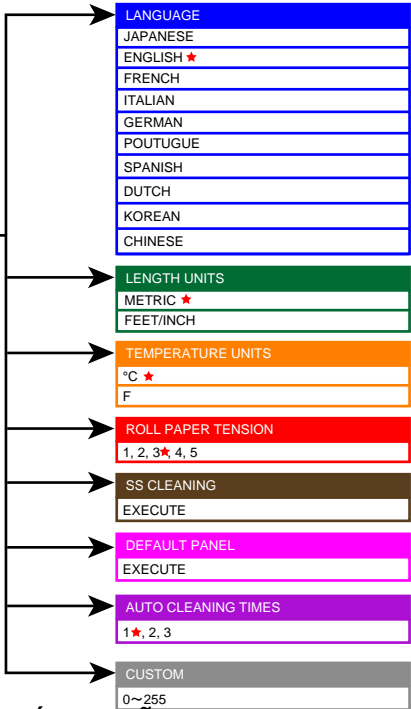 LANGUAGE
JAPANESE
ENGLISH ★
FRENCH
ITALIAN
GERMAN
POUTUGUE
SPANISH
DUTCH
KOREAN
CHINESE
LENGTH UNITS
METRIC ★
FEET/INCH
TEMPERATURE UNITS
°C ★
F
ROLL PAPER TENSION
1, 2, 3★, 4, 5
SS CLEANING
EXECUTE
DEFAULT PANEL
EXECUTE
AUTO CLEANING TIMES
1★, 2, 3
CUSTOM
0~255